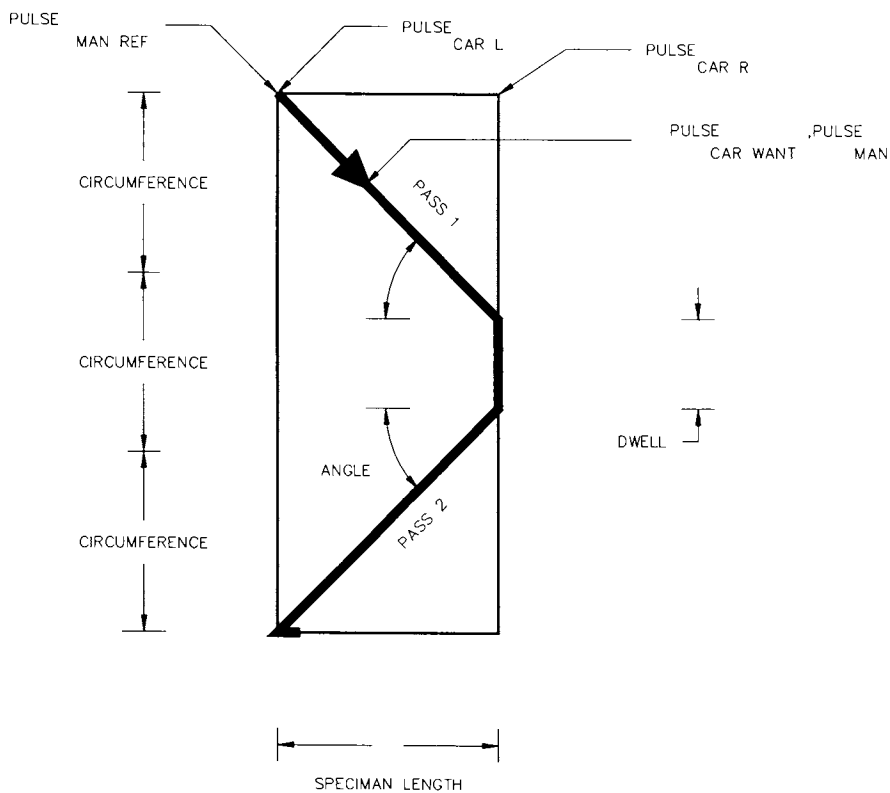 PULSE
MAN REF
PULSE
CAR L
PULSE
CAR R
PULSE ,PULSE
CAR WANT MAN
CIRCUMFERENCE
PASS 1
CIRCUMFERENCE
DWELL
ANGLE
PASS 2
CIRCUMFERENCE
SPECIMAN LENGTH